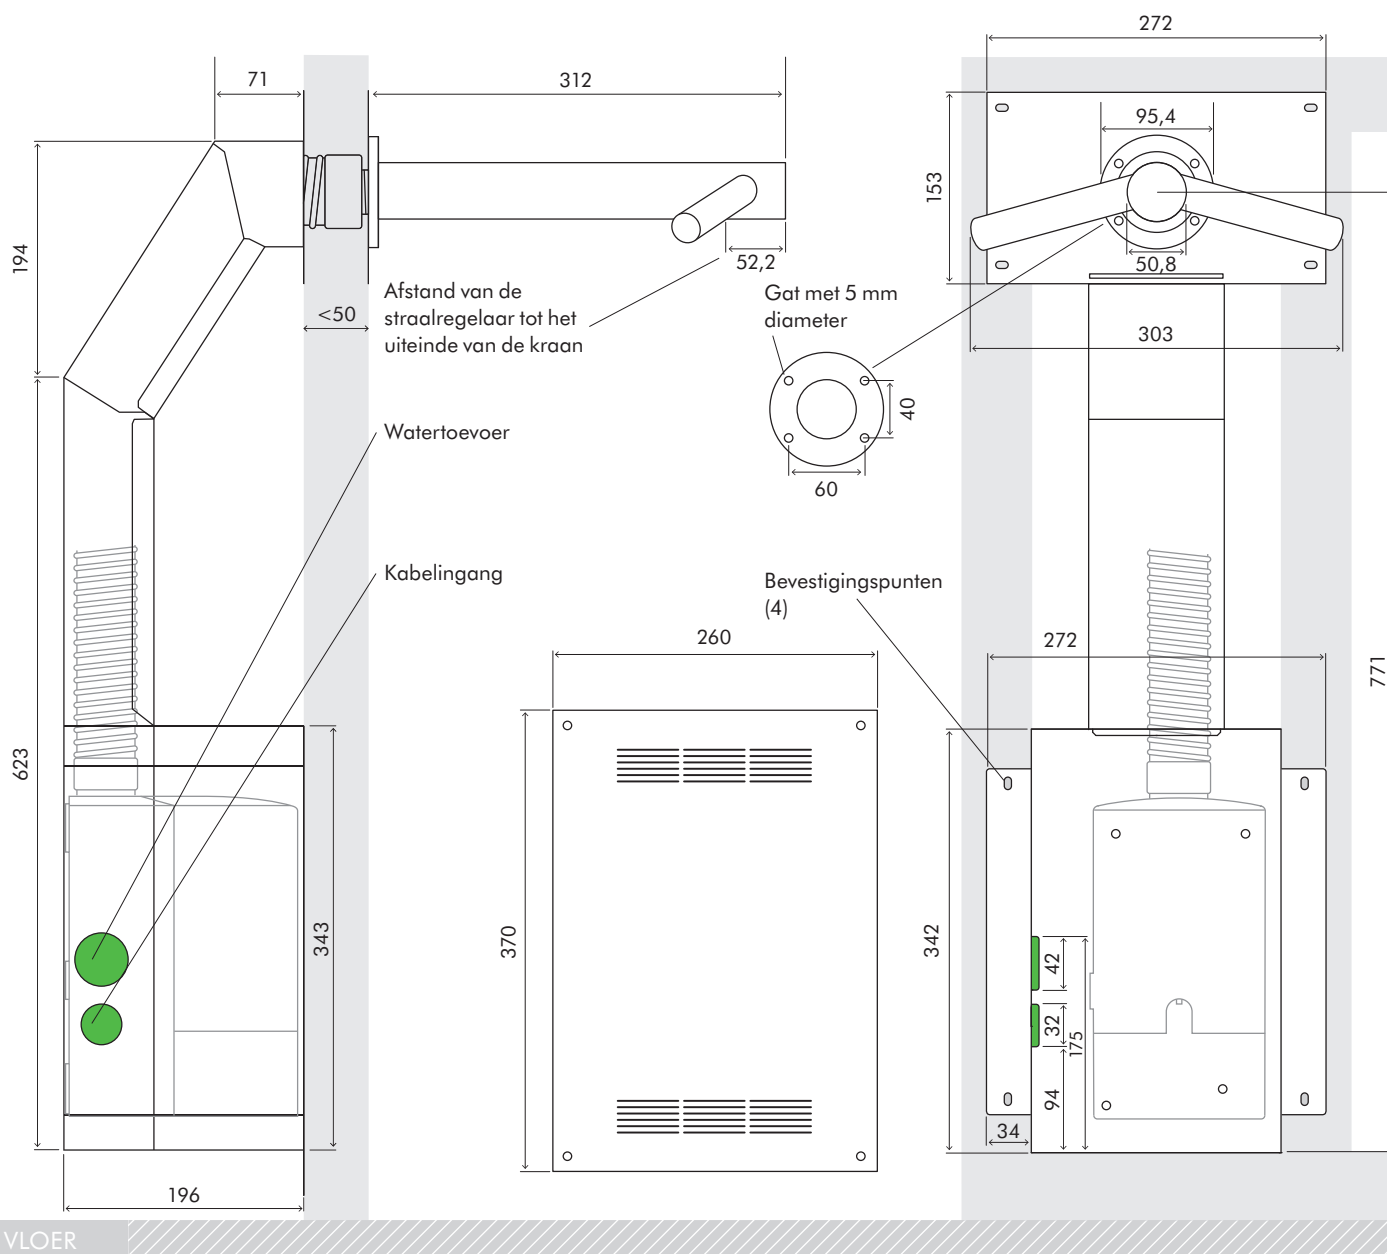 272
71
312
95,4
153
194
52,2
50,8
Afstand van de
straalregelaar tot het
uiteinde van de kraan
<50
Gat met 5 mm
diameter
303
40
60
Watertoevoer
Kabelingang
Bevestigingspunten
(4)
260
272
771
623
343
370
342
42
32
175
94
34
196
VLOER